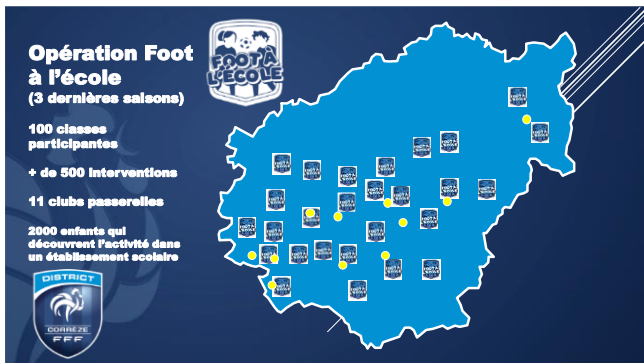 Opération Foot
à l'école
(3 dernières saisons)
100 classes
participantes
+ de 500 interventions
11 clubs passerelles
2000 enfants qui
découvrent l'activité dans
un établissement scolaire
FOOT À
L'ÉCOLE
DISTRICT
CORRÈZE
FFF